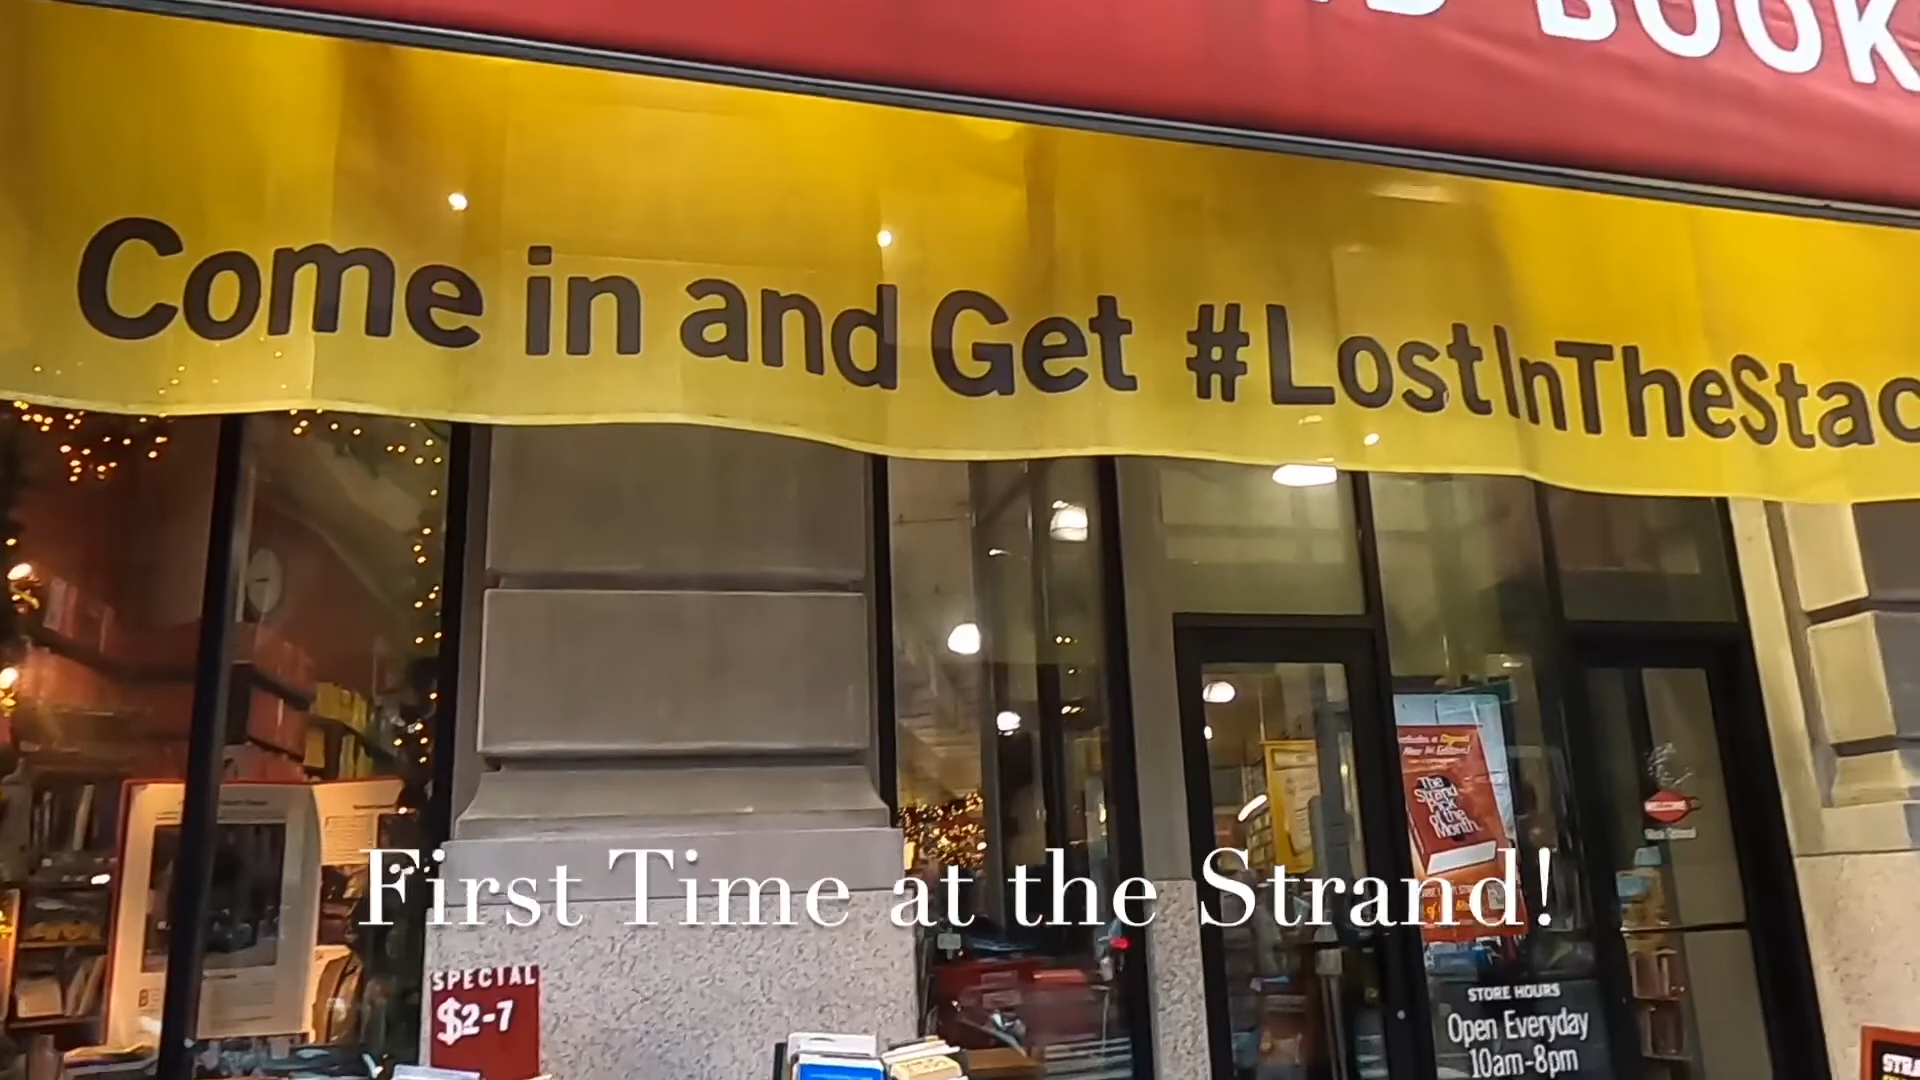 BOOK
Come in and Get #LostInTheStac
The
Strand
Pick
of the
Month
First Time at the Strand!
SPECIAL
$2-7
STORE HOURS
Open Everyday
10am-8pm